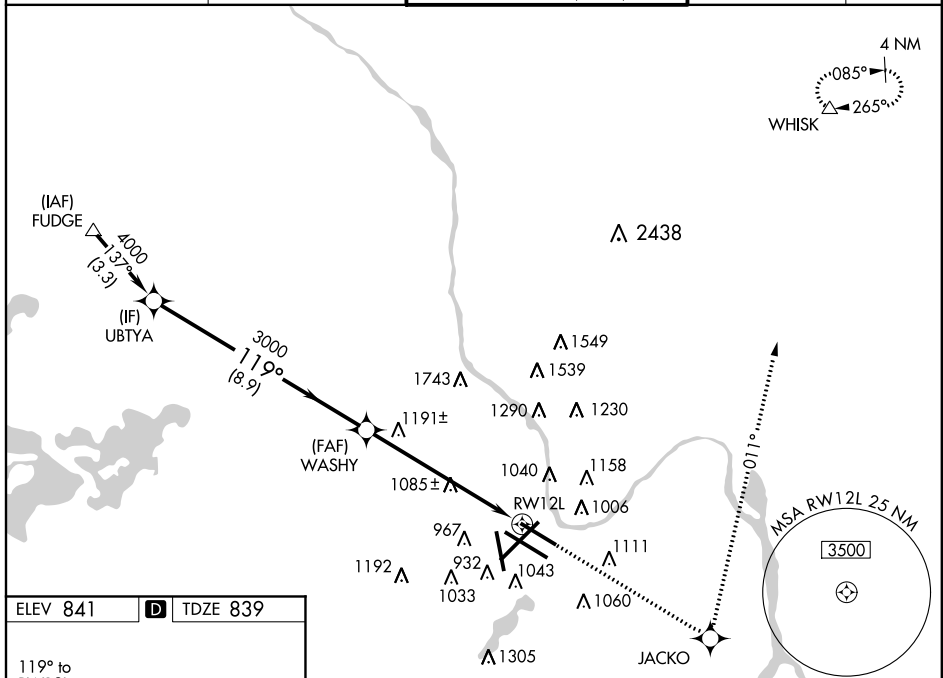 4 NM
085°
265°
WHISK
(IAF)
FUDGE
4000
137°
(3.3)
2438
(IF)
UBTYA
3000
119°
(8.9)
1549
1539
1743
1290
1230
1191±
(FAF)
WASHY
011°
1040
1158
1085±
RW12L
1006
MSA RW12L 25 NM
3500
967
1111
1192
932
1043
1033
1060
ELEV 841 D TDZE 839
1305
JACKO
119° to